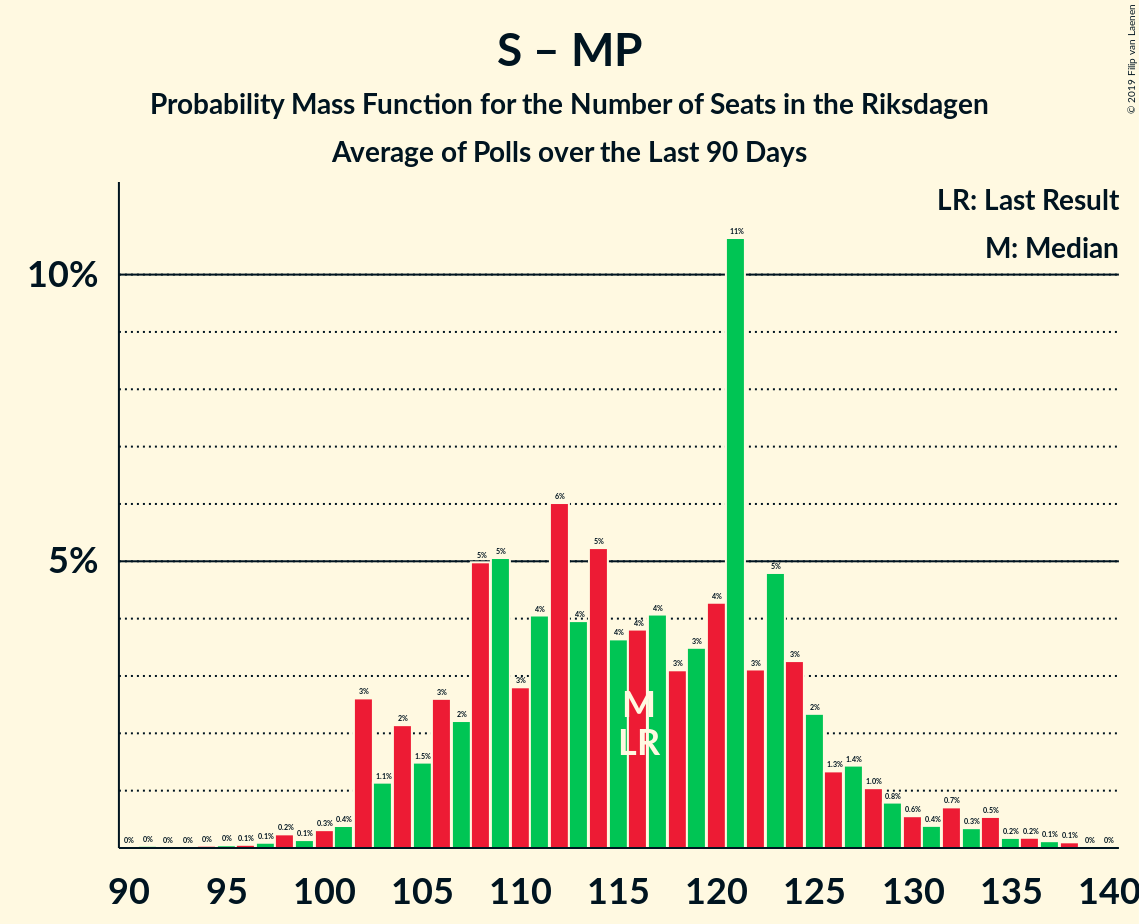 S – MP
Probability Mass Function for the Number of Seats in the Riksdagen
Average of Polls over the Last 90 Days
© 2019 Filip van Laenen
LR: Last Result
M: Median
10%
5%
0% 0% 0% 0% 0% 0% 0.1% 0.1% 0.2% 0.1% 0.3% 0.4% 3% 1.1% 2% 1.5% 3% 2% 5% 5% 3% 4% 6% 4% 5% 4% 4% 4% 3% 3% 4% 11% 3% 5% 3% 2% 1.3% 1.4% 1.0% 0.8% 0.6% 0.4% 0.7% 0.3% 0.5% 0.2% 0.2% 0.1% 0.1% 0% 0%
M
LR
90 95 100 105 110 115 120 125 130 135 140